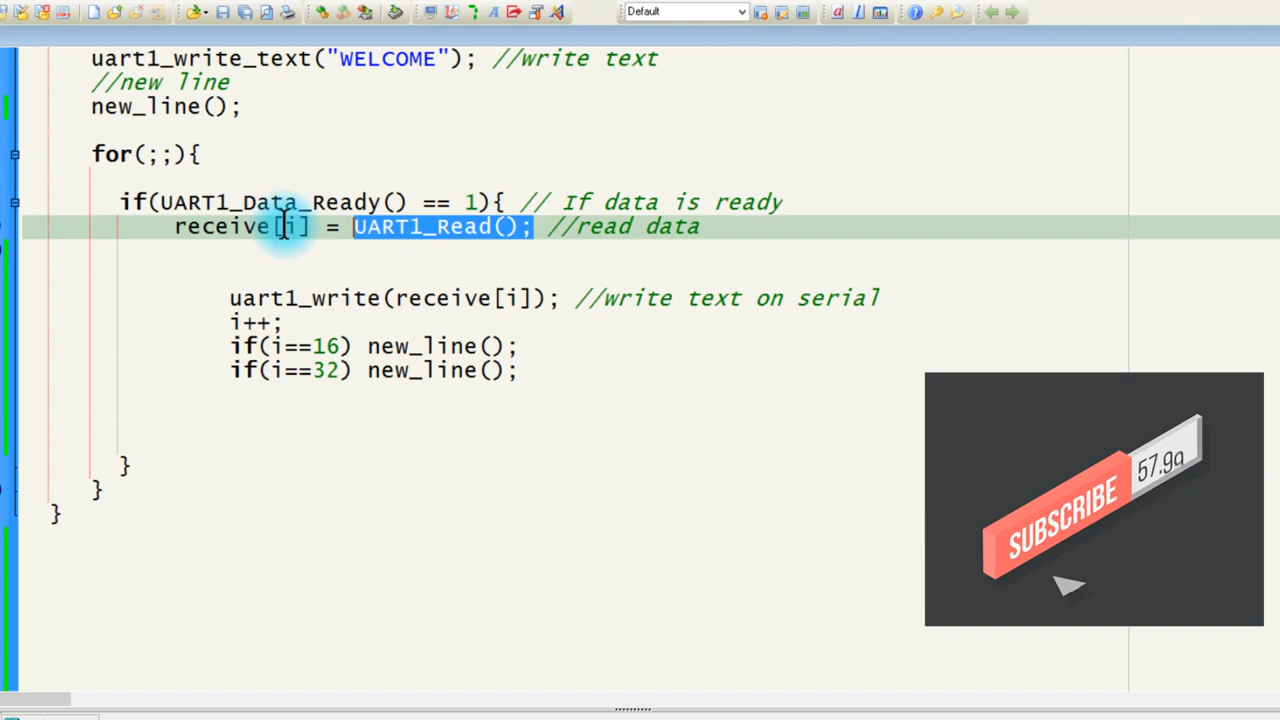 Default
uart1_write_text("WELCOME"); //write text
//new line
new_line();
for(;;){
if(UART1_Data_Ready() == 1){ // If data is ready
receive[i] = UART1_Read(); //read data
uart1_write(receive[i]); //write text on serial
i++;
if(i==16) new_line();
if(i==32) new_line();
}
}
}
SUBSCRIBE 57.9